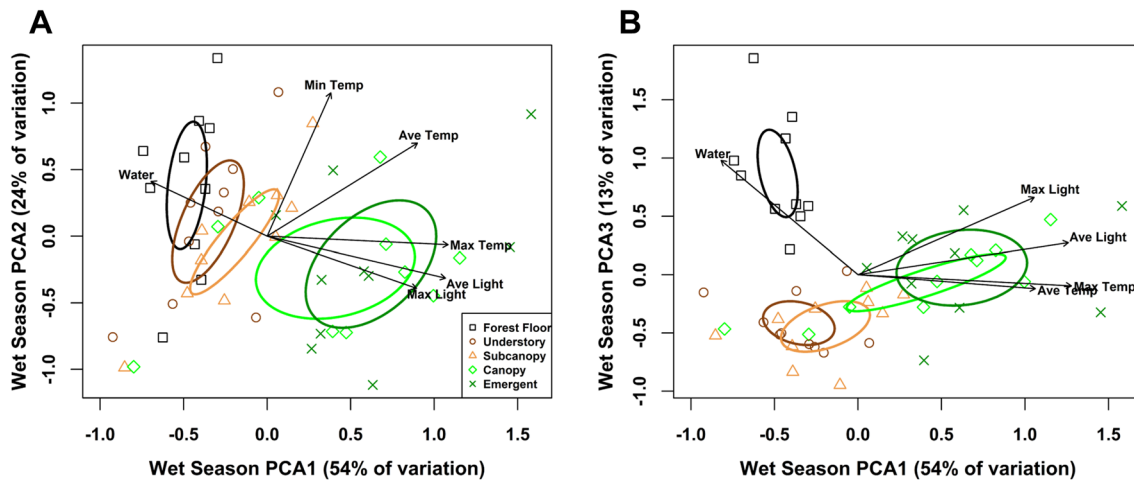 A
Wet Season PCA2 (24% of variation)
1.0
0.5
0.0
-0.5
-1.0
Min Temp
Ave Temp
Water
Max Temp
Ave Light
Max Light
Forest Floor
Understory
Subcanopy
Canopy
Emergent
-1.0 -0.5 0.0 0.5 1.0 1.5
Wet Season PCA1 (54% of variation)
B
Wet Season PCA3 (13% of variation)
1.5
1.0
0.5
0.0
-0.5
-1.0
Water
Max Light
Ave Light
Max Temp
Ave Temp
-1.0 -0.5 0.0 0.5 1.0 1.5
Wet Season PCA1 (54% of variation)